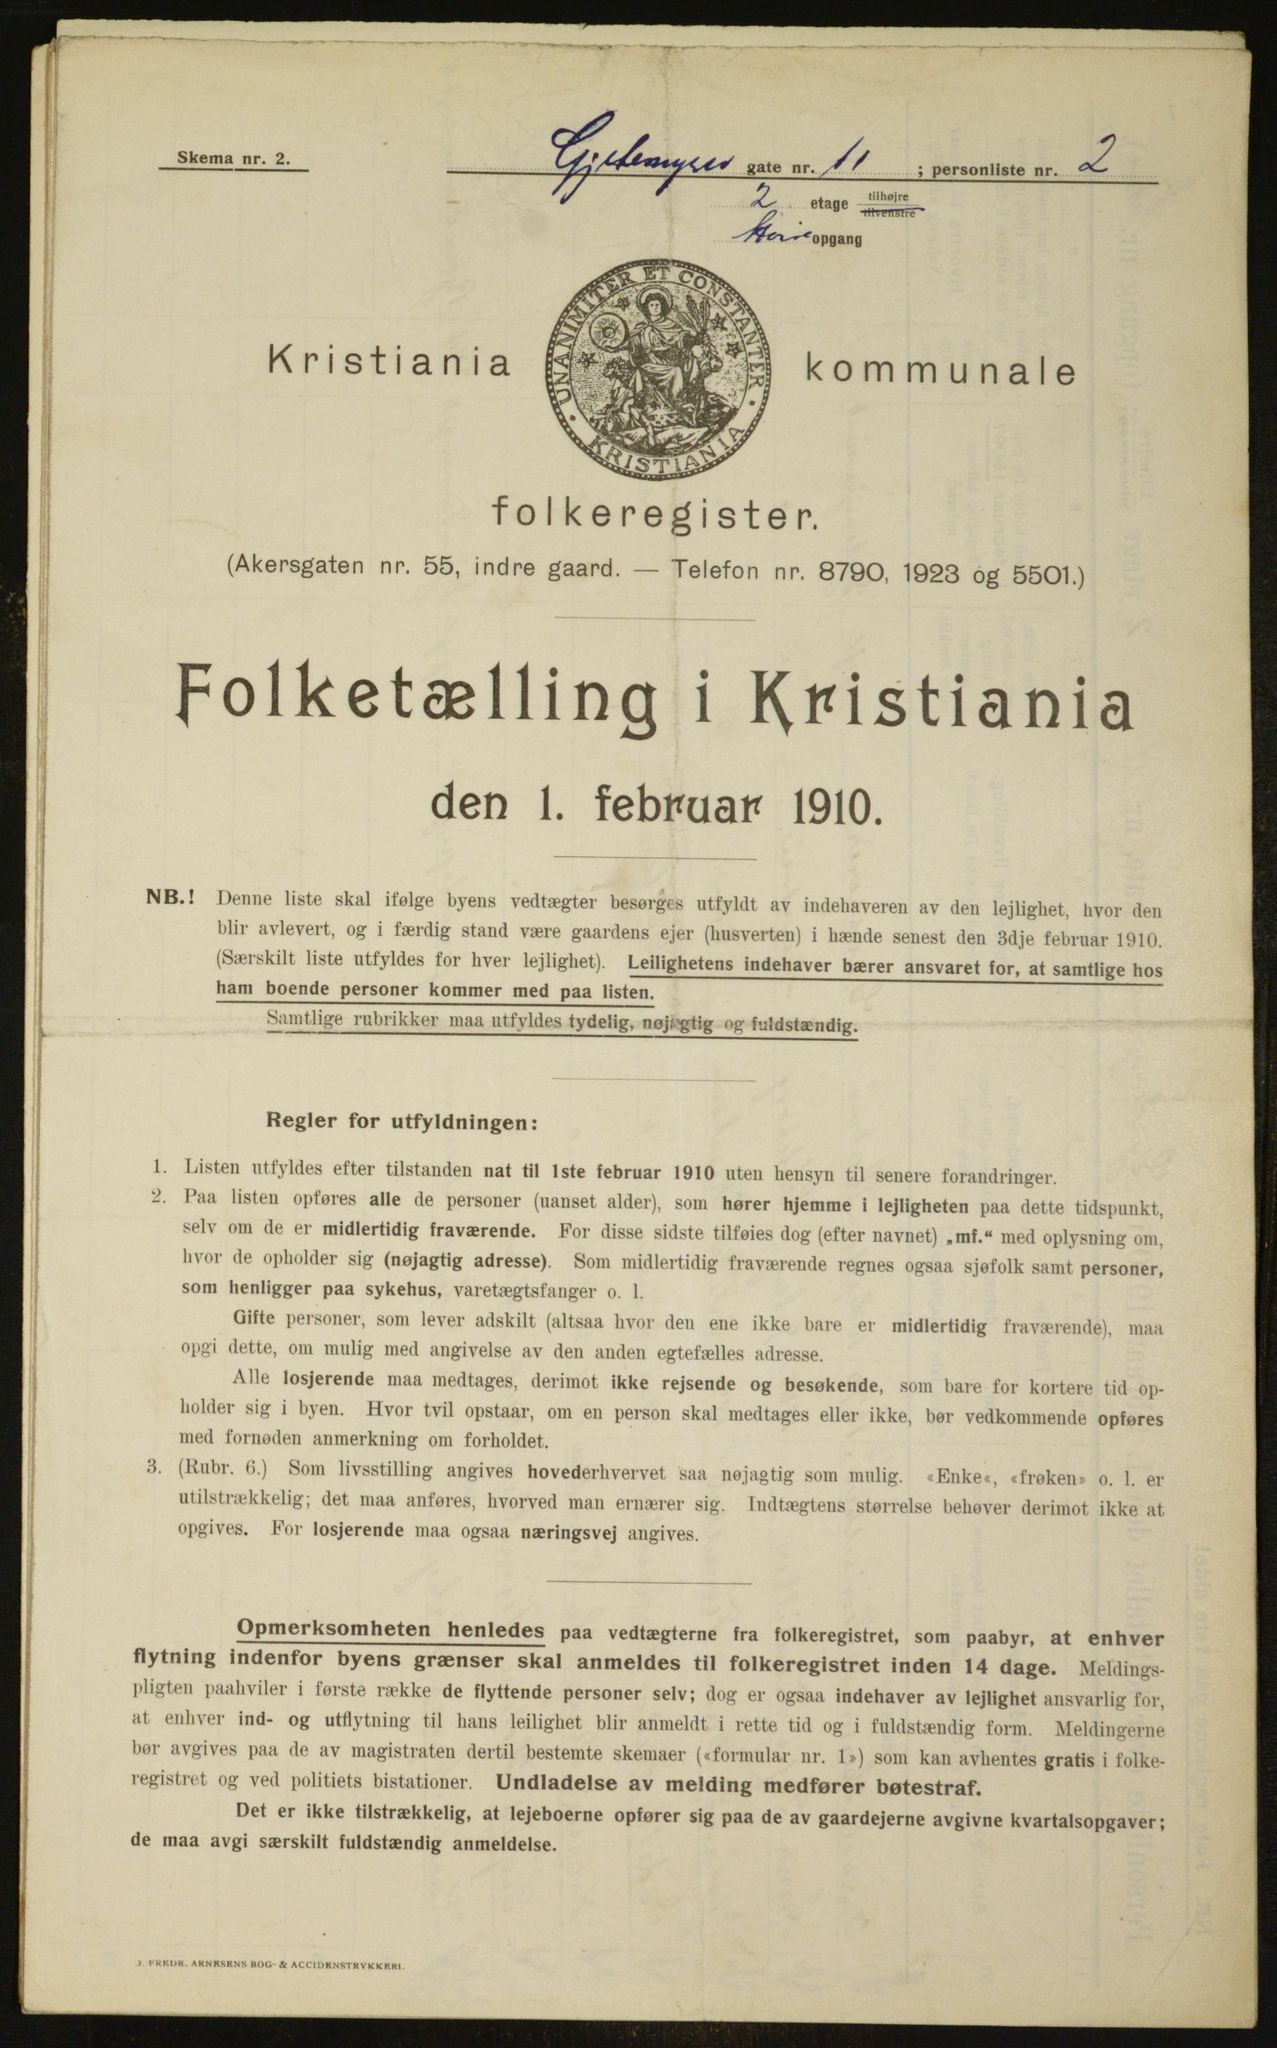 Skema nr. 2.
Gjetemyrsv gate nr. 11 ; personliste nr. 2
2 etage tilhøjre
tilvenstre
opgang
UNANIMITER ET CONSTANTER
KRISTIANIA
Kristiania kommunale
folkeregister.
(Akersgaten nr. 55, indre gaard. — Telefon nr. 8790, 1923 og 5501.)
Folketælling i Kristiania
den 1. februar 1910.
NB.! Denne liste skal ifølge byens vedtægter besørges utfyldt av indehaveren av den lejlighet, hvor den
blir avlevert, og i færdig stand være gaardens ejer (husverten) i hænde senest den 3dje februar 1910.
(Særskilt liste utfyldes for hver lejlighet). Leilighetens indehaver bærer ansvaret for, at samtlige hos
ham boende personer kommer med paa listen.
Samtlige rubrikker maa utfyldes tydelig, nøjagtig og fuldstændig.
Regler for utfyldningen:
1. Listen utfyldes efter tilstanden nat til 1ste februar 1910 uten hensyn til senere forandringer.
2. Paa listen opføres alle de personer (uanset alder), som hører hjemme i lejligheten paa dette tidspunkt,
selv om de er midlertidig fraværende. For disse sidste tilføies dog (efter navnet) „mf.“ med oplysning om,
hvor de opholder sig (nøjagtig adresse). Som midlertidig fraværende regnes ogsaa sjøfolk samt personer,
som henligger paa sykehus, varetægtsfanger o. l.
Gifte personer, som lever adskilt (altsaa hvor den ene ikke bare er midlertidig fraværende), maa
opgi dette, om mulig med angivelse av den anden egtefælles adresse.
Alle losjerende maa medtages, derimot ikke rejsende og besøkende, som bare for kortere tid op-
holder sig i byen. Hvor tvil opstaar, om en person skal medtages eller ikke, bør vedkommende opføres
med fornøden anmerkning om forholdet.
3. (Rubr. 6.) Som livsstilling angives hovederhvervet saa nøjagtig som mulig. «Enke«, «frøken» o. l. er
utilstrækkelig; det maa anføres, hvorved man ernærer sig. Indtægtens størrelse behøver derimot ikke at
opgives. For losjerende maa ogsaa næringsvej angives.
Opmerksomheten henledes paa vedtægterne fra folkeregistret, som paabyr, at enhver
flytning indenfor byens grænser skal anmeldes til folkeregistret inden 14 dage. Meldings-
pligten paahviler i første række de flyttende personer selv; dog er ogsaa indehaver av lejlighet ansvarlig for,
at enhver ind- og utflytning til hans leilighet blir anmeldt i rette tid og i fuldstændig form. Meldingerne
bør avgives paa de av magistraten dertil bestemte skemaer («formular nr. 1») som kan avhentes gratis i folke-
registret og ved politiets bistationer. Undladelse av melding medfører bøtestraf.
Det er ikke tilstrækkelig, at lejeboerne opfører sig paa de av gaardejerne avgivne kvartalsopgaver;
de maa avgi særskilt fuldstændig anmeldelse.
J. FREDR. ARNESENS BOG- & ACCIDENSTRYKKERI.